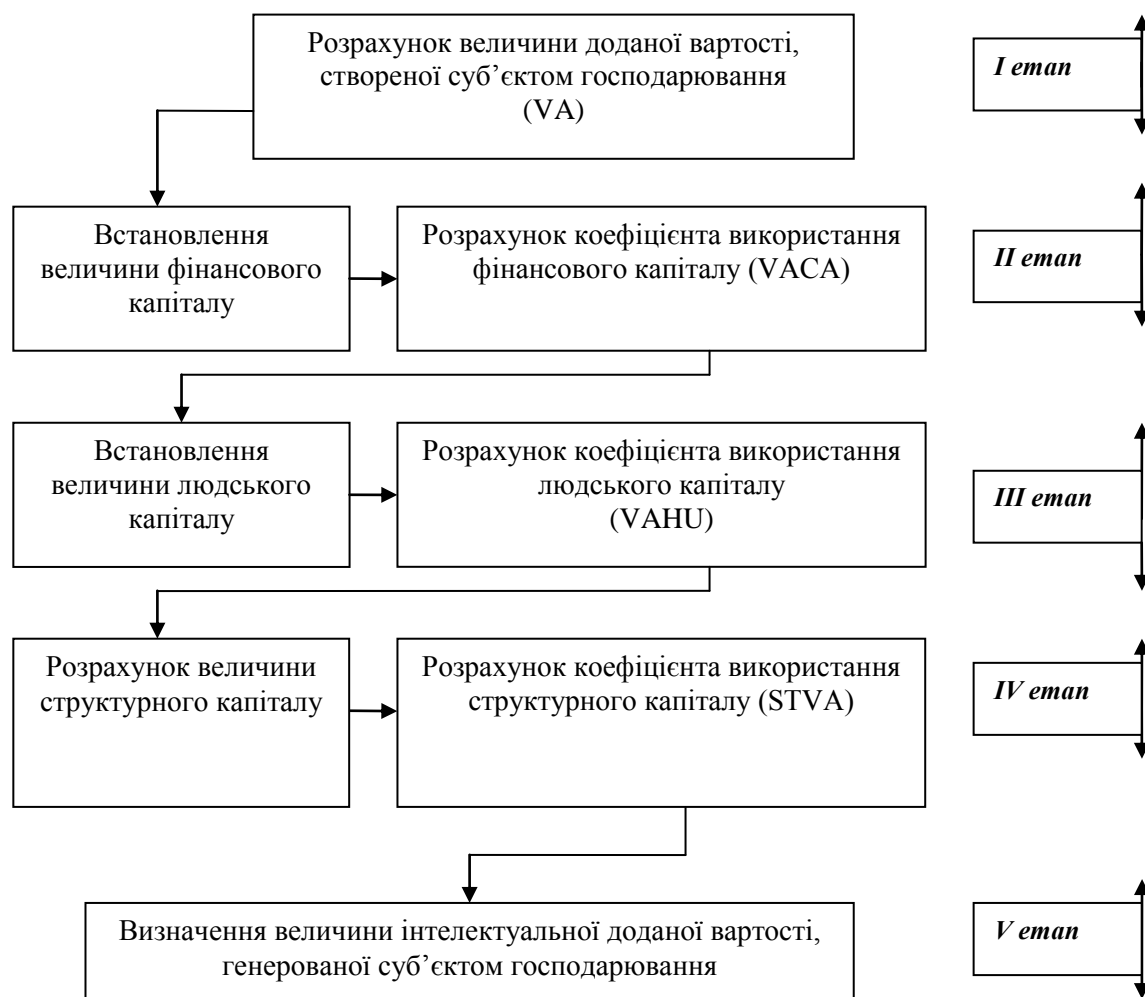 Розрахунок величини доданої вартості,
створеної суб’єктом господарювання
(VA)
I етап
Встановлення
величини фінансового
капіталу
Розрахунок коефіцієнта використання
фінансового капіталу (VACA)
II етап
Встановлення
величини людського
капіталу
Розрахунок коефіцієнта використання
людського капіталу
(VAHU)
III етап
Розрахунок величини
структурного капіталу
Розрахунок коефіцієнта використання
структурного капіталу (STVA)
IV етап
Визначення величини інтелектуальної доданої вартості,
генерованої суб’єктом господарювання
V етап